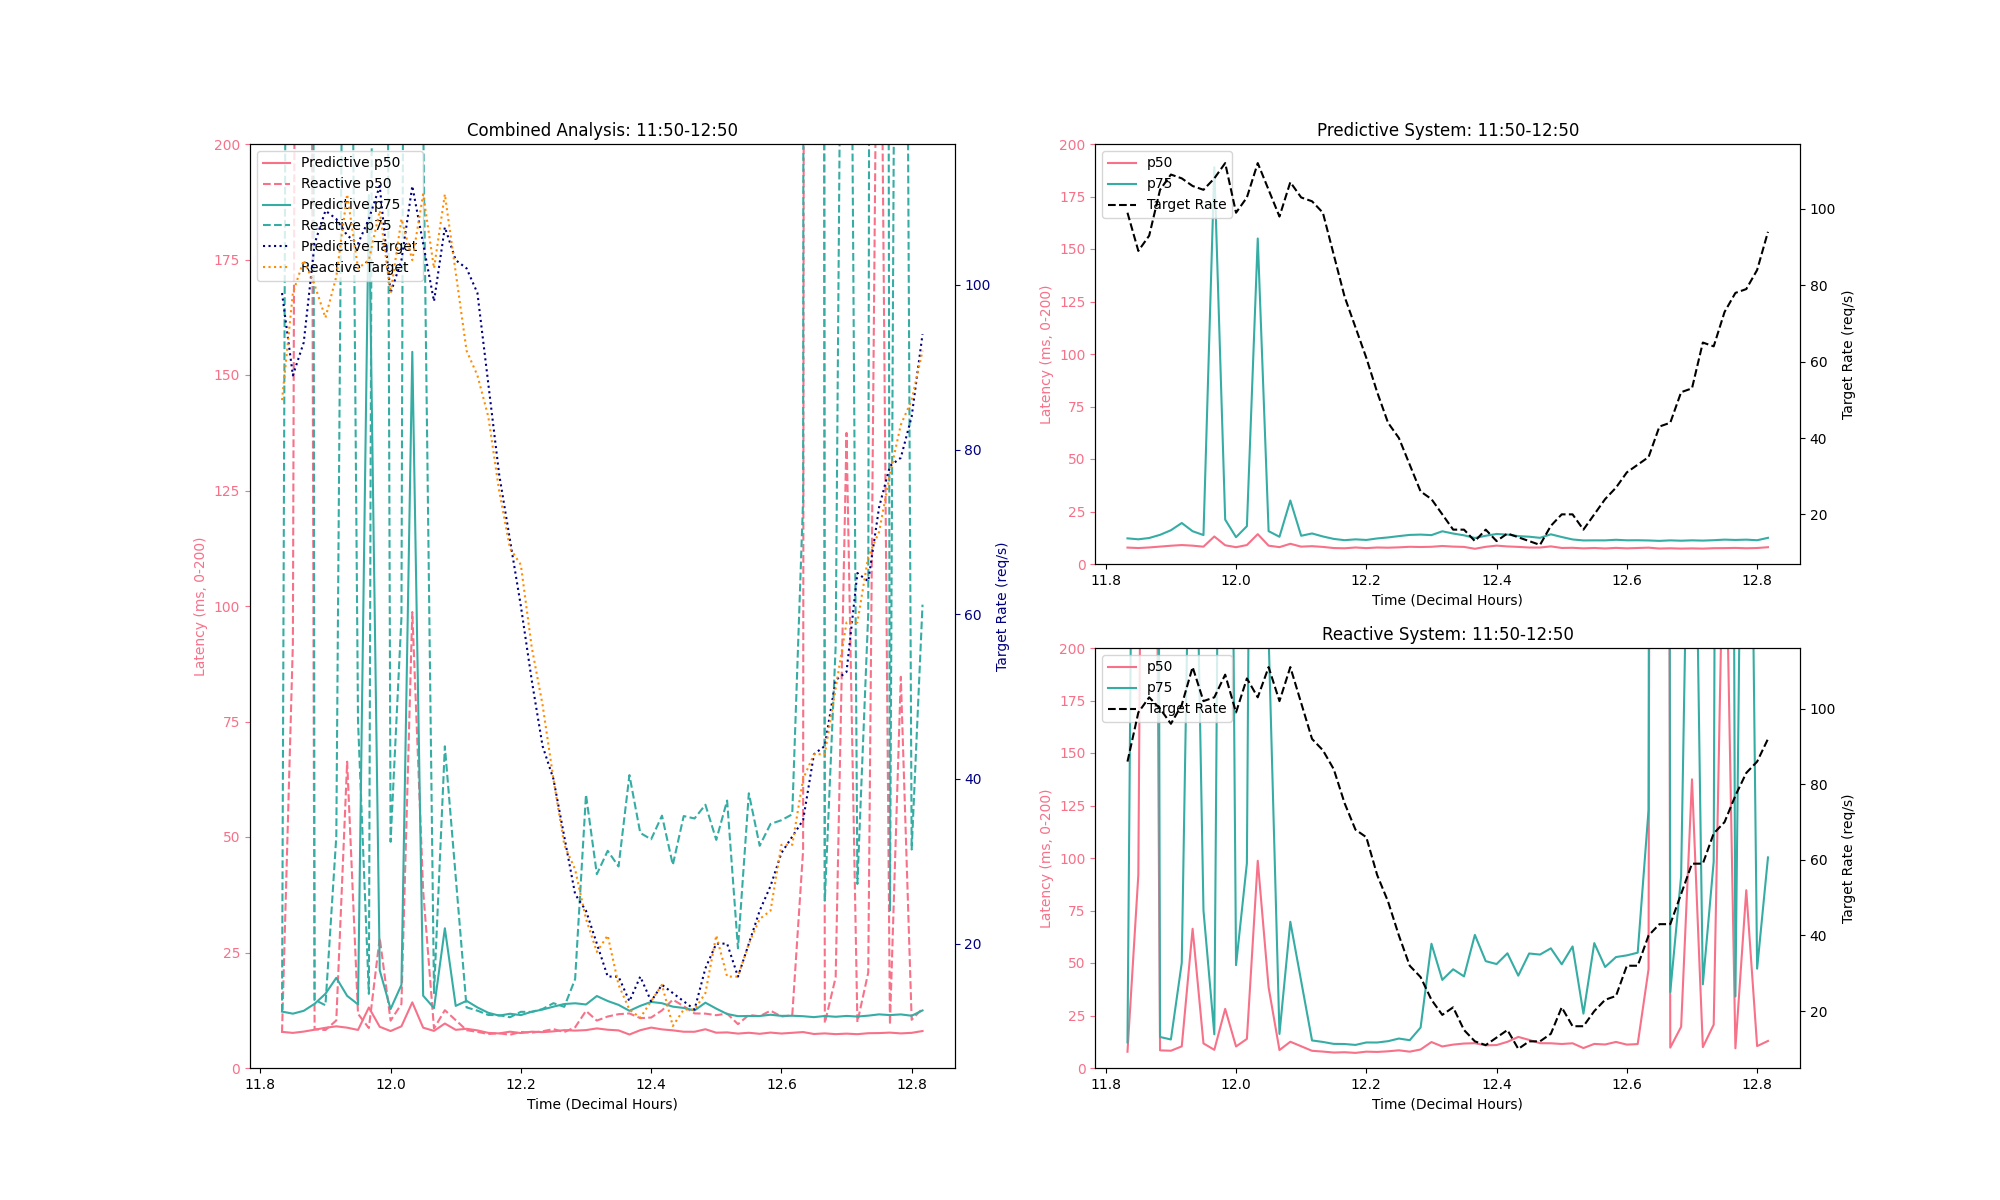 Combined Analysis: 11:50-12:50
200
175
150
125
100
75
50
25
0
Latency (ms, 0-200)
Predictive p50
Reactive p50
Predictive p75
Reactive p75
Predictive Target
Reactive Target
100
80
60
40
20
Target Rate (req/s)
11.8 12.0 12.2 12.4 12.6 12.8
Time (Decimal Hours)
Predictive System: 11:50-12:50
200
175
150
125
100
75
50
25
0
Latency (ms, 0-200)
p50
p75
Target Rate
100
80
60
40
20
Target Rate (req/s)
11.8 12.0 12.2 12.4 12.6 12.8
Time (Decimal Hours)
Reactive System: 11:50-12:50
200
175
150
125
100
75
50
25
0
Latency (ms, 0-200)
p50
p75
Target Rate
100
80
60
40
20
Target Rate (req/s)
11.8 12.0 12.2 12.4 12.6 12.8
Time (Decimal Hours)